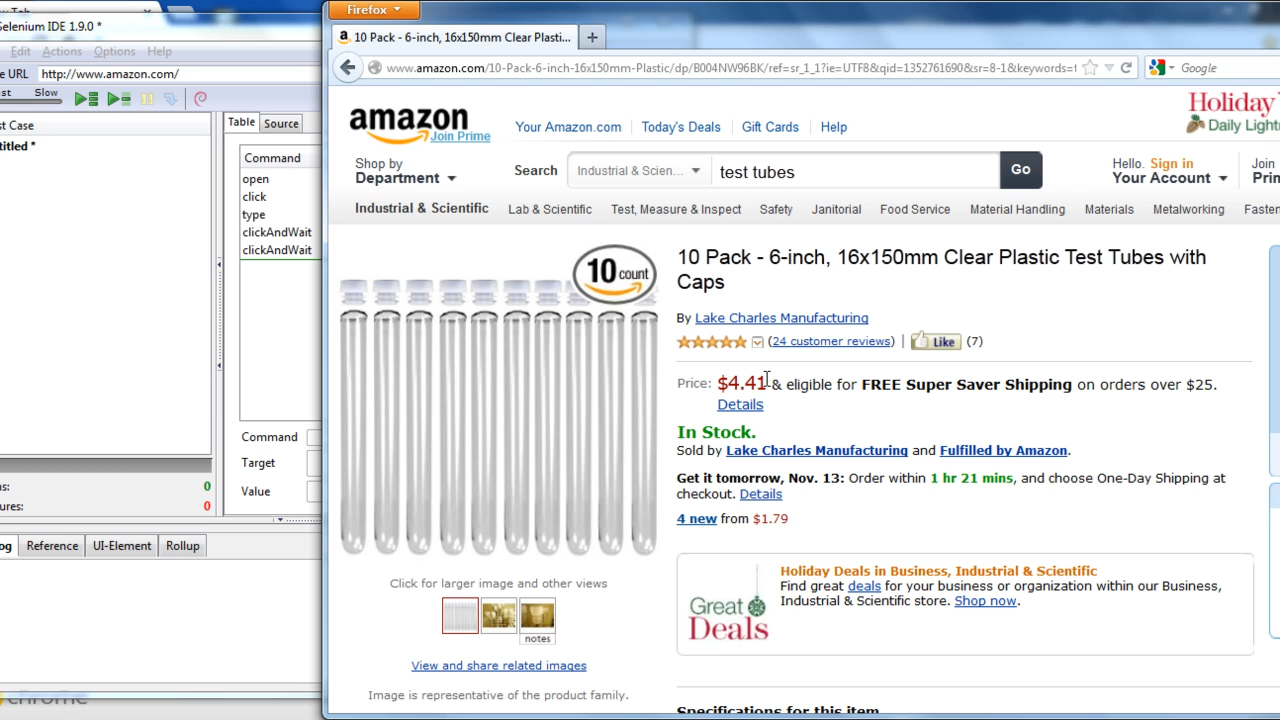 Selenium IDE 1.9.0 *
Edit Actions Options Help
URL http://www.amazon.com/
Slow
Case
Table Source
Command
open
click
type
clickAndWait
clickAndWait
Command
Target
Value
0
0
Reference UI-Element Rollup
chrome
Firefox
10 Pack - 6-inch, 16x150mm Clear Plasti...
www.amazon.com/10-Pack-6-inch-16x150mm-Plastic/dp/B004NW96BK/ref=sr_1_1?ie=UTF8&qid=1352761690&sr=8-1&keywords=t
Google
amazon
Join Prime
Your Amazon.com Today's Deals Gift Cards Help
Holiday
Daily Light
Shop by
Department
Search Industrial & Scien... test tubes Go
Hello. Sign in
Your Account
Join
Industrial & Scientific Lab & Scientific Test, Measure & Inspect Safety Janitorial Food Service Material Handling Materials Metalworking Fasten
10 count
10 Pack - 6-inch, 16x150mm Clear Plastic Test Tubes with
Caps
By Lake Charles Manufacturing
(24 customer reviews) | Like (7)
Price: $4.41 & eligible for FREE Super Saver Shipping on orders over $25.
Details
In Stock.
Sold by Lake Charles Manufacturing and Fulfilled by Amazon.
Get it tomorrow, Nov. 13: Order within 1 hr 21 mins, and choose One-Day Shipping at
checkout. Details
4 new from $1.79
Click for larger image and other views
notes
View and share related images
Image is representative of the product family.
Great
Deals
Holiday Deals in Business, Industrial & Scientific
Find great deals for your business or organization within our Business,
Industrial & Scientific store. Shop now.
Specifications for this item